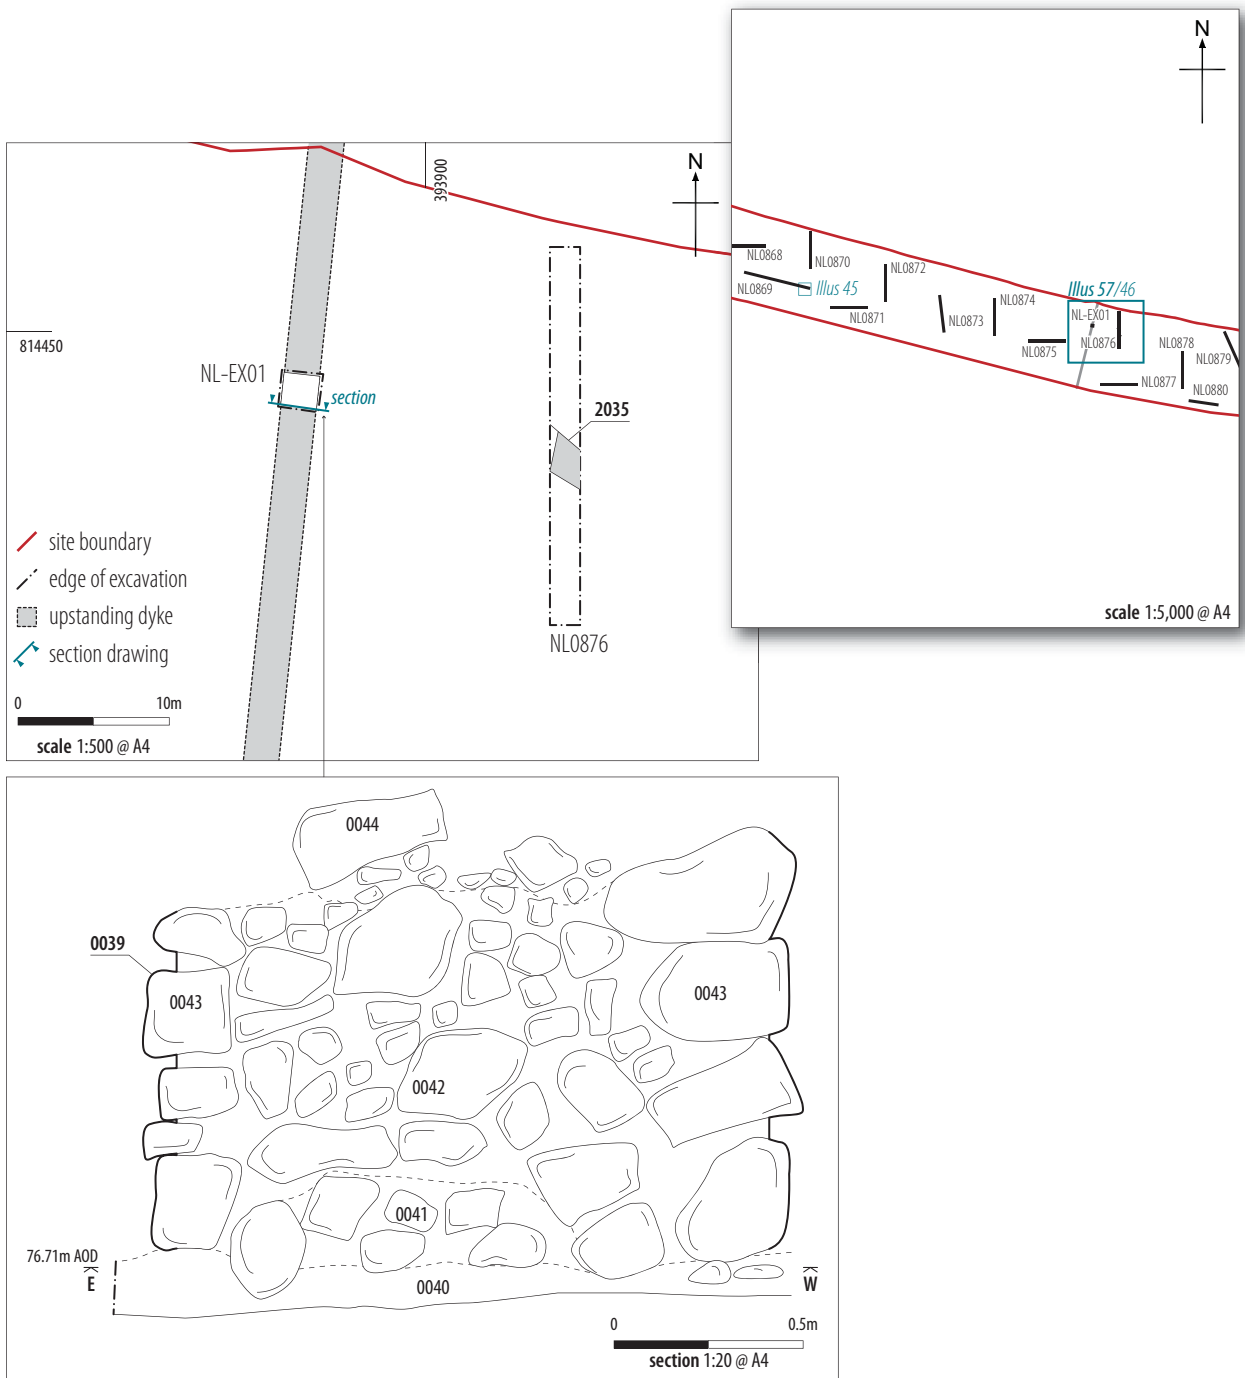 N
393900
814450
NL-EX01
section
2035
site boundary
edge of excavation
upstanding dyke
section drawing
NL0876
0 10m
scale 1:500 @ A4
N
NL0868
NL0870
NL0872
NL0869
Illus 45
NL0871
NL0873
NL0874
Illus 57/46
NL-EX01
NL0875
NL0876
NL0878
NL0879
NL0877
NL0880
scale 1:5,000 @ A4
0044
0039
0043
0043
0042
0041
76.71m AOD
E
0040
W
0 0.5m
section 1:20 @ A4